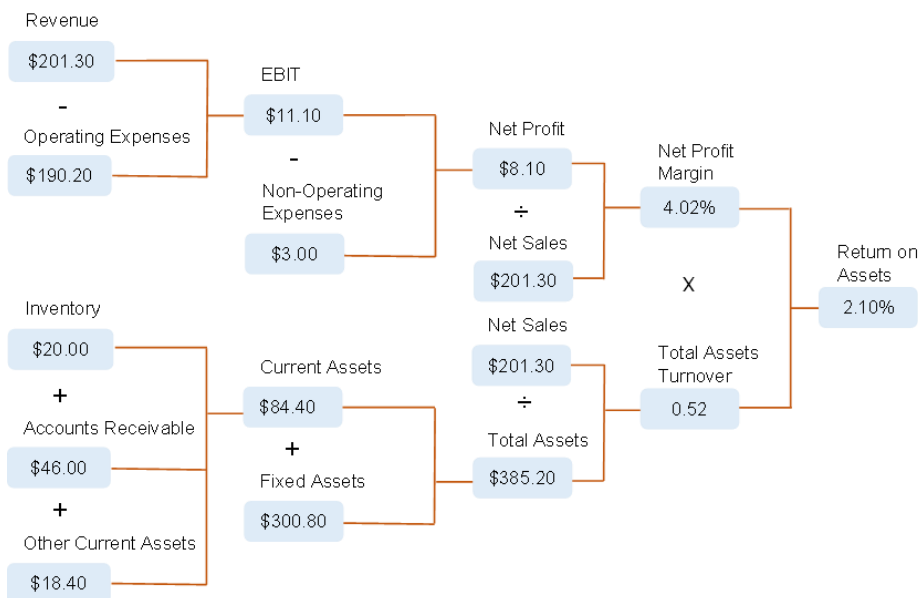 Revenue
$201.30
-
Operating Expenses
$190.20
EBIT
$11.10
-
Non-Operating
Expenses
$3.00
Net Profit
$8.10
÷
Net Sales
$201.30
Net Profit
Margin
4.02%
X
Return on
Assets
2.10%
Inventory
$20.00
+
Accounts Receivable
$46.00
+
Other Current Assets
$18.40
Current Assets
$84.40
+
Fixed Assets
$300.80
Net Sales
$201.30
÷
Total Assets
$385.20
Total Assets
Turnover
0.52